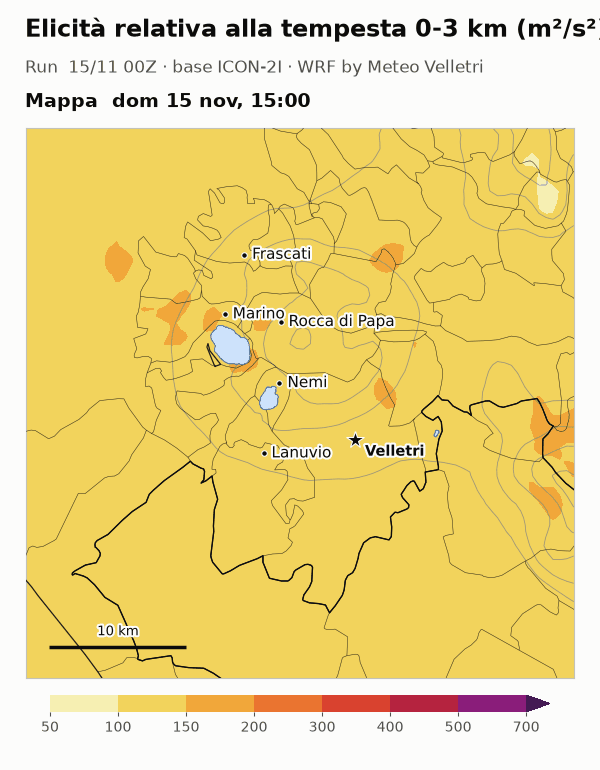 Elicità relativa alla tempesta 0-3 km (m²/s²)
Run 15/11 00Z · base ICON-2I · WRF by Meteo Velletri
Mappa dom 15 nov, 15:00
Frascati
Marino
Rocca di Papa
Nemi
Lanuvio
Velletri
10 km
50 100 150 200 300 400 500 700